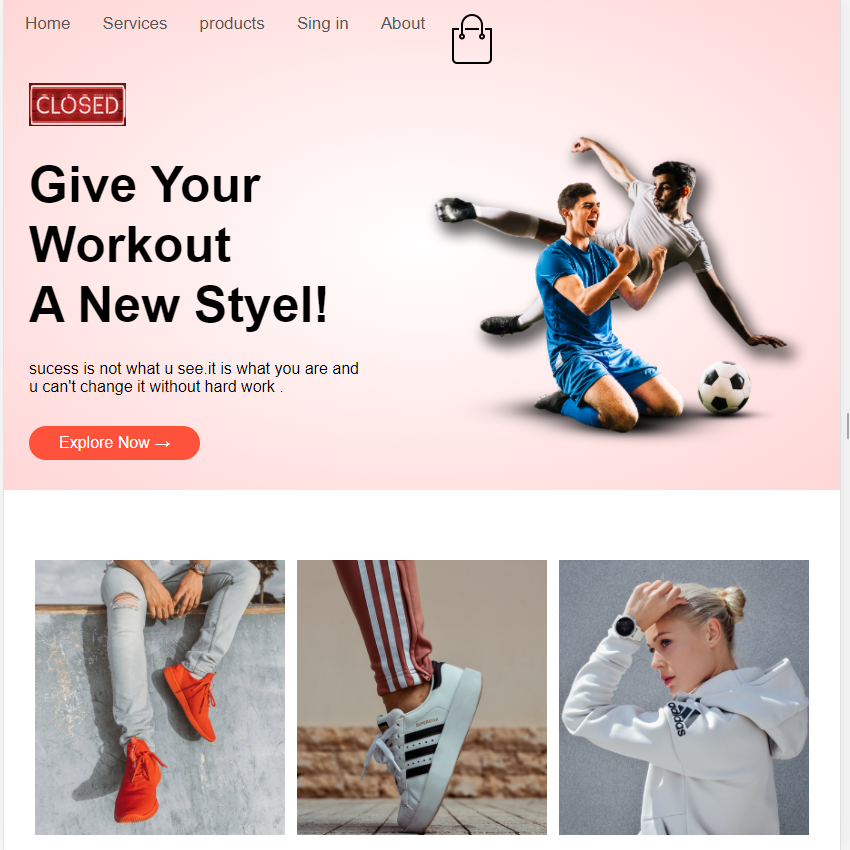 Home Services products Sing in About
CLOSED
Give Your
Workout
A New Styel!
sucess is not what u see.it is what you are and
u can't change it without hard work .
Explore Now →
adidas